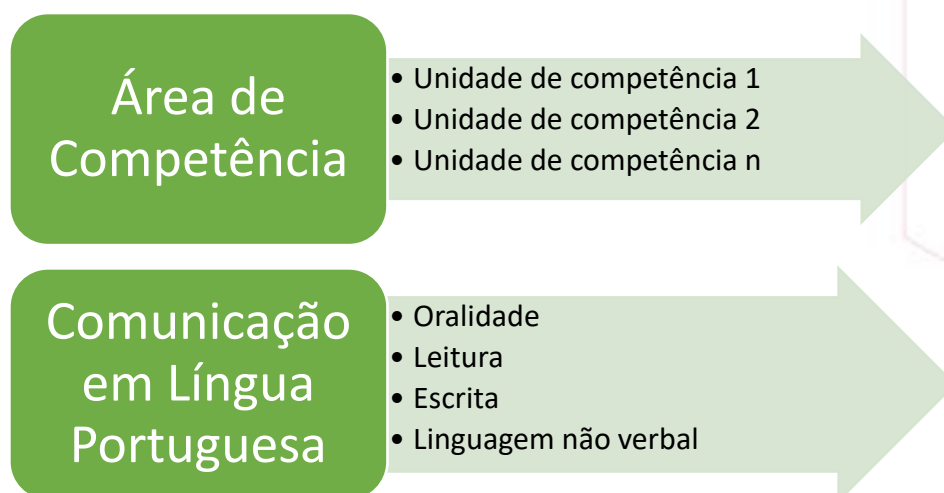 Área de
Competência
• Unidade de competência 1
• Unidade de competência 2
• Unidade de competência n
Comunicação
em Língua
Portuguesa
• Oralidade
• Leitura
• Escrita
• Linguagem não verbal